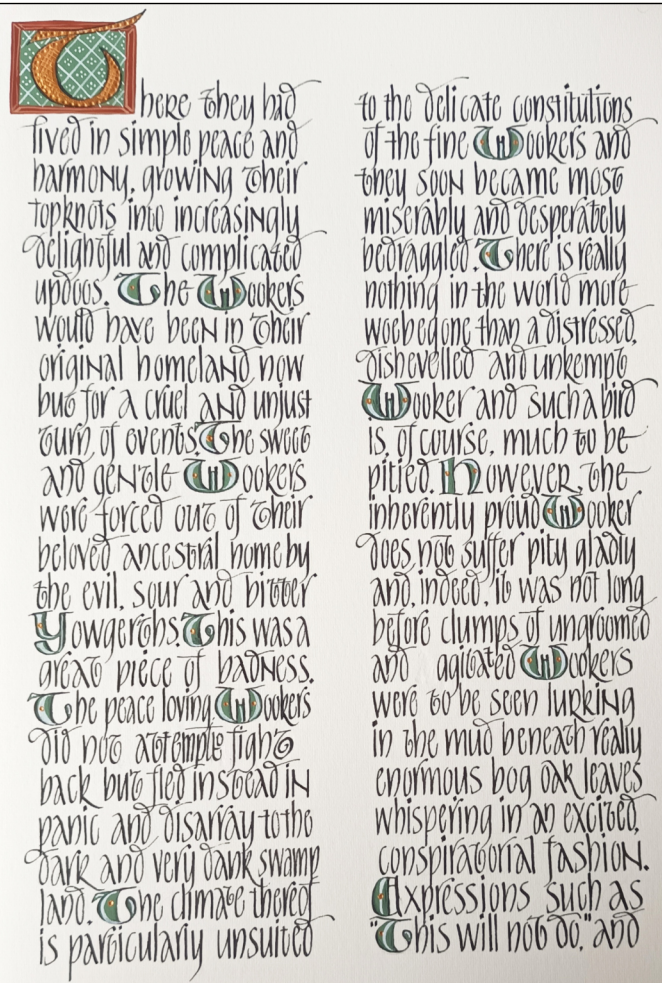 There they had
lived in simple peace and
harmony, growing their
topknots into increasingly
delightful and complicated
updoos. The Wookers
would have been in their
original homeland now
but for a cruel and unjust
turn of events. The sweet
and gentle Wookers
were forced out of their
beloved ancestral home by
the evil, sour and bitter
Yowgerths. This was a
great piece of badness.
The peace loving Wookers
did not attempt to fight
back but fled instead in
panic and disarray to the
dark and very dank swamp
land. The climate thereof
is particularly unsuited
to the delicate constitutions
of the fine Wookers and
they soon became most
miserably and desperately
bedraggled. There is really
nothing in the world more
woebegone than a distressed,
dishevelled and unkempt
Wooker and such a bird
is, of course, much to be
pitied. However, the
inherently proud Wooker
does not suffer pity gladly
and, indeed, it was not long
before clumps of ungroomed
and agitated Wookers
were to be seen lurking
in the mud beneath really
enormous bog oak leaves
whispering in an excited,
conspiratorial fashion.
Expressions such as
"This will not do," and